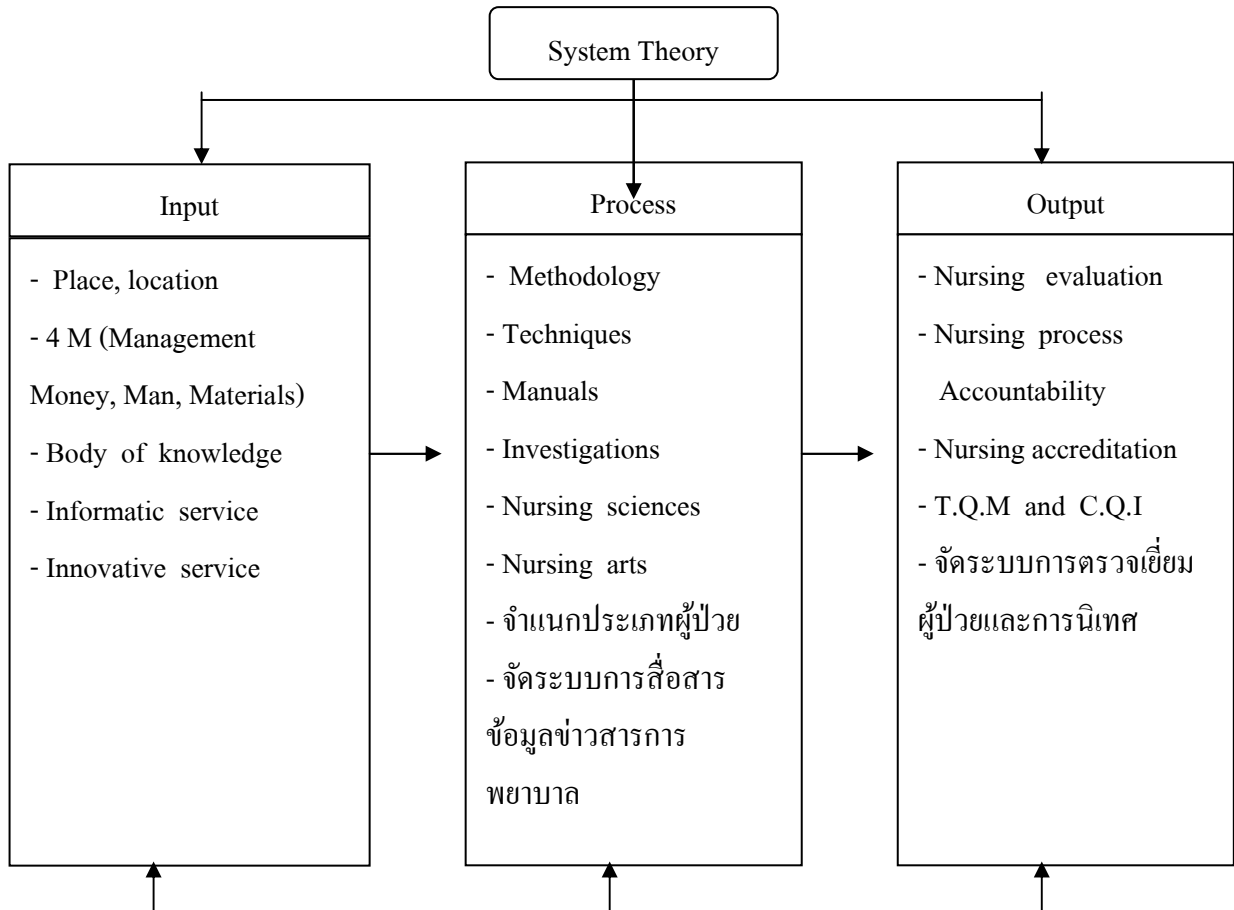 System Theory
Input
- Place, location
- 4 M (Management
Money, Man, Materials)
- Body of knowledge
- Informatic service
- Innovative service
Process
- Methodology
- Techniques
- Manuals
- Investigations
- Nursing sciences
- Nursing arts
- จำแนกประเภทผู้ป่วย
- จัดระบบการสื่อสาร
ข้อมูลข่าวสารการ
พยาบาล
Output
- Nursing evaluation
- Nursing process
Accountability
- Nursing accreditation
- T.Q.M and C.Q.I
- จัดระบบการตรวจเยี่ยม
ผู้ป่วยและการนิเทศ